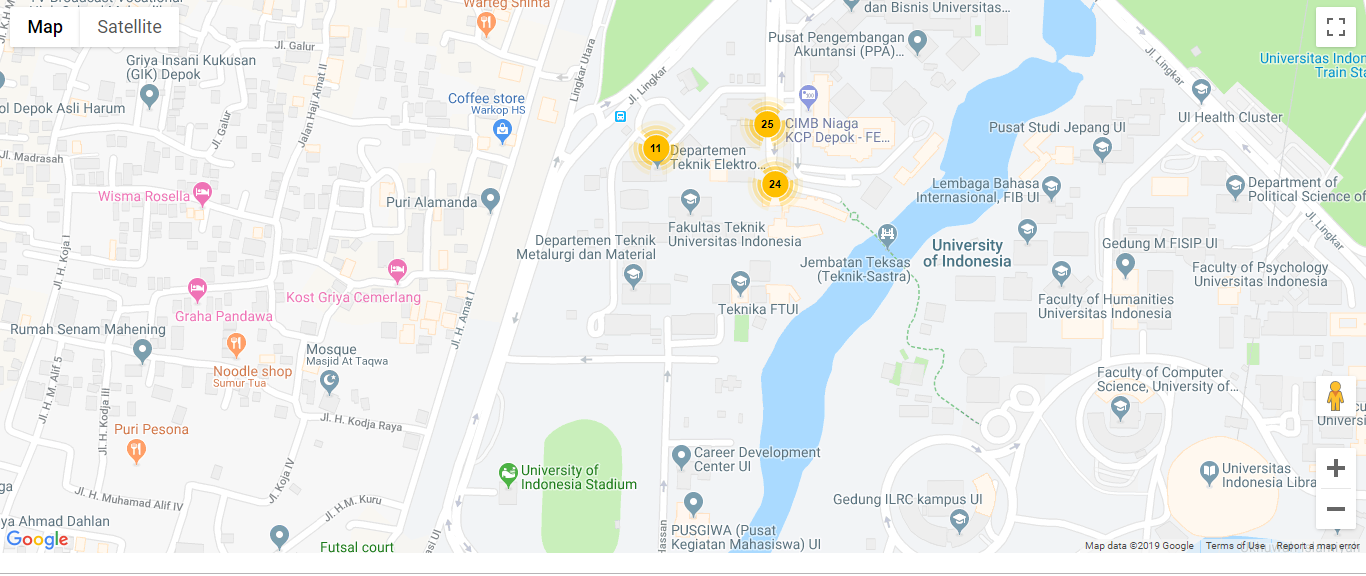 TV Broadcast Vocational
Warteg Shinta
dan Bisnis Universitas...
Map
Satellite
Jl. Galur
Pusat Pengembangan
Akuntansi (PPA)...
Griya Insani Kukusan
(GIK) Depok
Jl. Lingkar
Universitas Indon
Train Sta
Lingkar Utara
Jl. Lingkar
Coffee store
Warkop HS
ol Depok Asli Harum
Jalan Haji Amat II
Jl. Galur
UI Health Cluster
25
CIMB Niaga
KCP Depok - FE...
Pusat Studi Jepang UI
11
Departemen
Teknik Elektro...
Jl. Madrasah
24
Lembaga Bahasa
Internasional, FIB UI
Department of
Political Science of
Wisma Rosella
Puri Alamanda
Fakultas Teknik
Universitas Indonesia
Jl. Lingkar
Departemen Teknik
Metalurgi dan Material
University
of Indonesia
Gedung M FISIP UI
Jl. H. Koja I
Jembatan Teksas
(Teknik-Sastra)
Faculty of Psychology
Universitas Indonesia
Kost Griya Cemerlang
Faculty of Humanities
Universitas Indonesia
Graha Pandawa
Teknika FTUI
Jl. H. Amat I
Rumah Senam Mahening
Mosque
Masjid At Taqwa
Noodle shop
Sumur Tua
Faculty of Computer
Science, University of...
Jl. H. M. Alif 5
Jl. H. Kodja III
Jl. H. Kodja Raya
Puri Pesona
Career Development
Center UI
University of
Indonesia Stadium
Universitas
Indonesia Libra
Jl. Koja IV
Jl. H. Muhamad Alif IV
Jl. H.M. Kuru
Gedung ILRC kampus UI
ya Ahmad Dahlan
PUSGIWA (Pusat
Kegiatan Mahasiswa) UI
Google
Futsal court
Map data ©2019 Google
Terms of Use
Report a map error